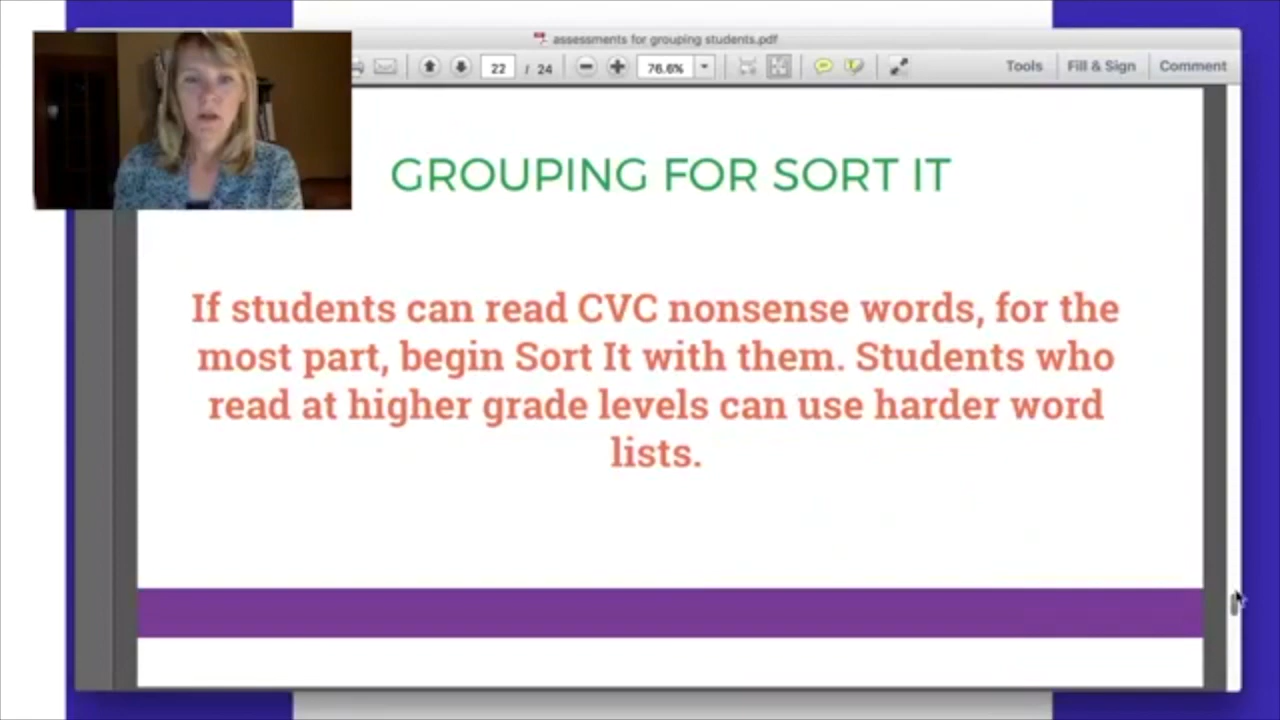 assessments for grouping students.pdf
22 / 24 76.6% Tools Fill & Sign Comment
GROUPING FOR SORT IT
If students can read CVC nonsense words, for the
most part, begin Sort It with them. Students who
read at higher grade levels can use harder word
lists.